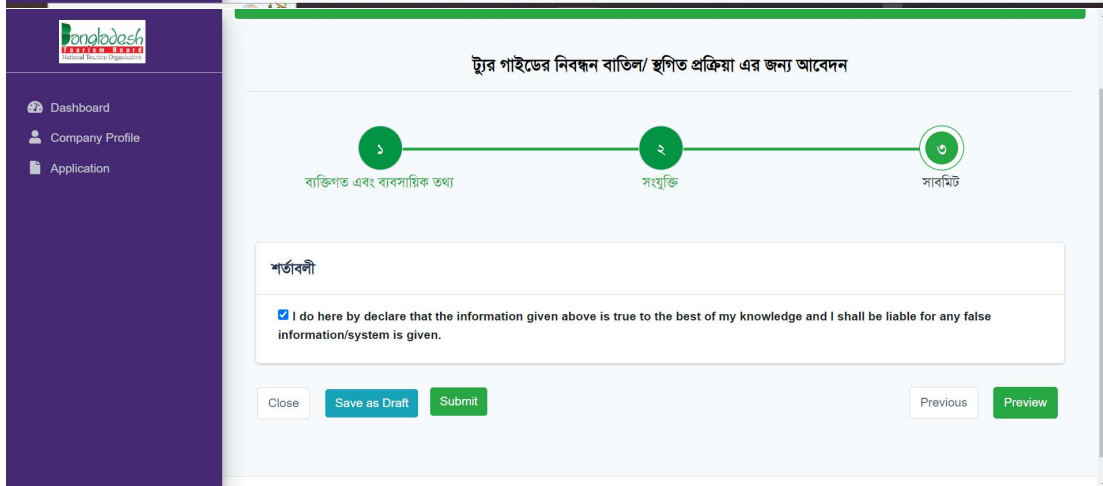 Bangladesh
Tourism Board
National Tourism Organization
ট্যুর গাইডের নিবন্ধন বাতিল/ স্থগিত প্রক্রিয়া এর জন্য আবেদন
Dashboard
Company Profile
Application
১
২
৩
ব্যক্তিগত এবং ব্যবসায়িক তথ্য
সংযুক্তি
সাবমিট
শর্তাবলী
I do here by declare that the information given above is true to the best of my knowledge and I shall be liable for any false
information/system is given.
Close
Save as Draft
Submit
Previous
Preview